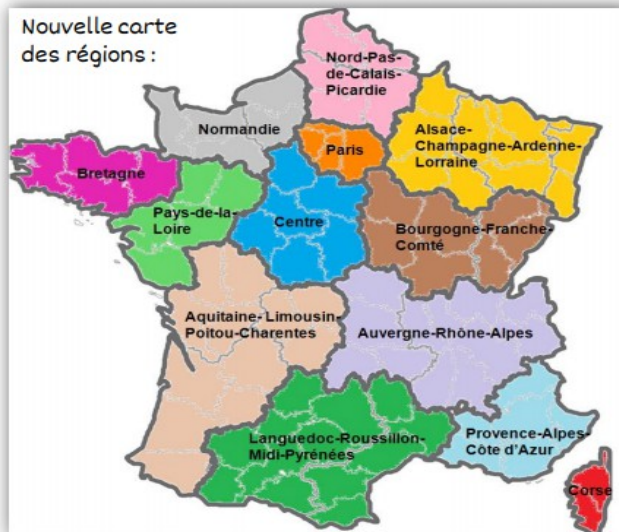 Nouvelle carte
des régions :
Nord-Pas-
de-Calais-
Picardie
Normandie
Paris
Alsace-
Champagne-Ardenne-
Lorraine
Bretagne
Pays-de-la-
Loire
Centre
Bourgogne-Franche-
Comté
Aquitaine-Limousin-
Poitou-Charentes
Auvergne-Rhône-Alpes
Languedoc-Roussillon-
Midi-Pyrénées
Provence-Alpes-
Côte d'Azur
Corse